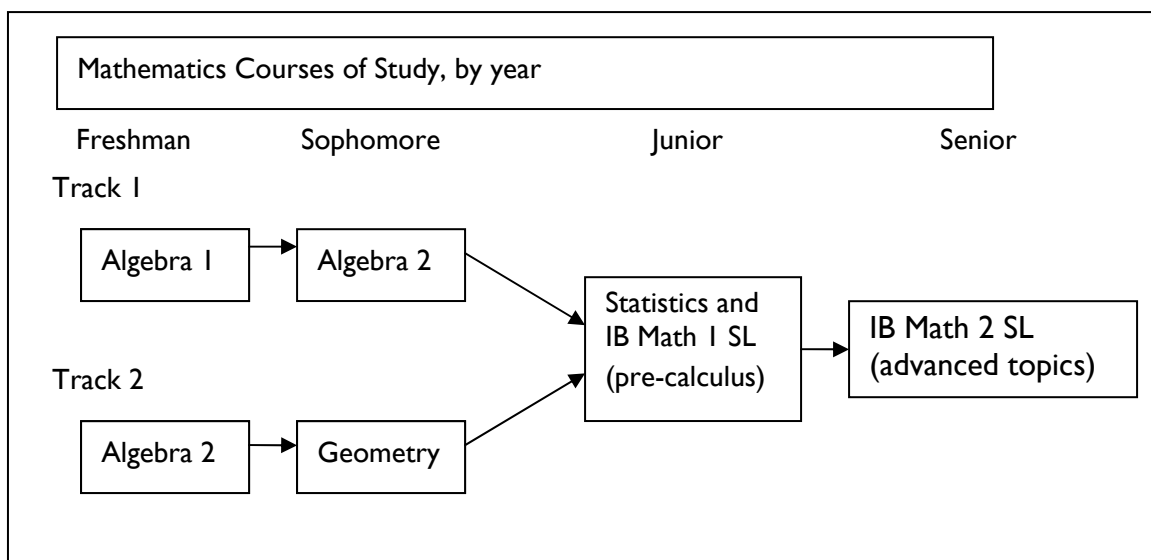 Mathematics Courses of Study, by year
Freshman Sophomore Junior Senior
Track 1
Algebra 1 Algebra 2
Statistics and
IB Math 1 SL
(pre-calculus)
IB Math 2 SL
(advanced topics)
Track 2
Algebra 2 Geometry